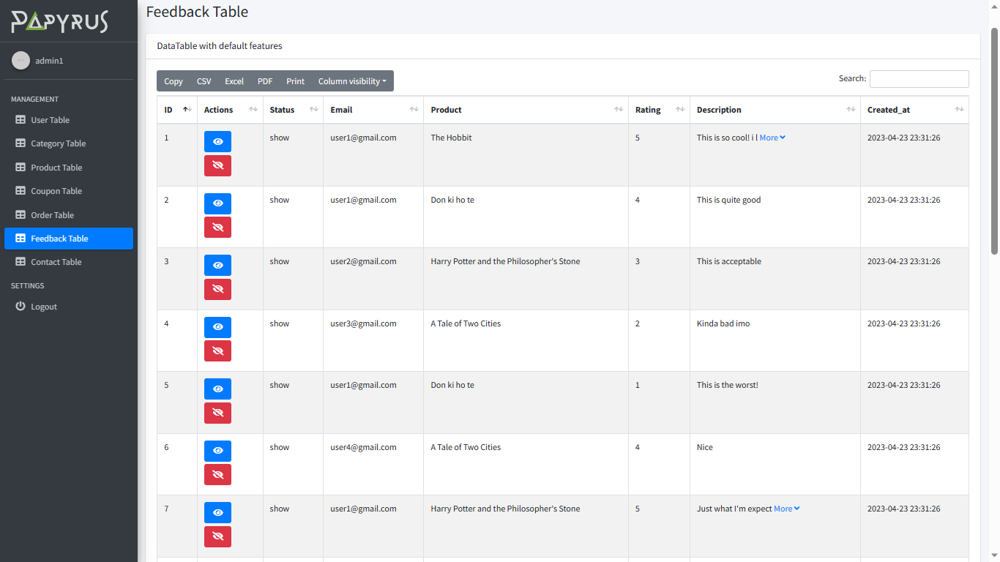 PAPYRUS
admin1
MANAGEMENT
User Table
Category Table
Product Table
Coupon Table
Order Table
Feedback Table
Contact Table
SETTINGS
Logout
Feedback Table
DataTable with default features
Copy CSV Excel PDF Print Column visibility
Search:
ID Actions Status Email Product Rating Description Created_at
1 show user1@gmail.com The Hobbit 5 This is so cool! i l More 2023-04-23 23:31:26
2 show user1@gmail.com Don ki ho te 4 This is quite good 2023-04-23 23:31:26
3 show user2@gmail.com Harry Potter and the Philosopher's Stone 3 This is acceptable 2023-04-23 23:31:26
4 show user3@gmail.com A Tale of Two Cities 2 Kinda bad imo 2023-04-23 23:31:26
5 show user1@gmail.com Don ki ho te 1 This is the worst! 2023-04-23 23:31:26
6 show user4@gmail.com A Tale of Two Cities 4 Nice 2023-04-23 23:31:26
7 show user1@gmail.com Harry Potter and the Philosopher's Stone 5 Just what I'm expect More 2023-04-23 23:31:26